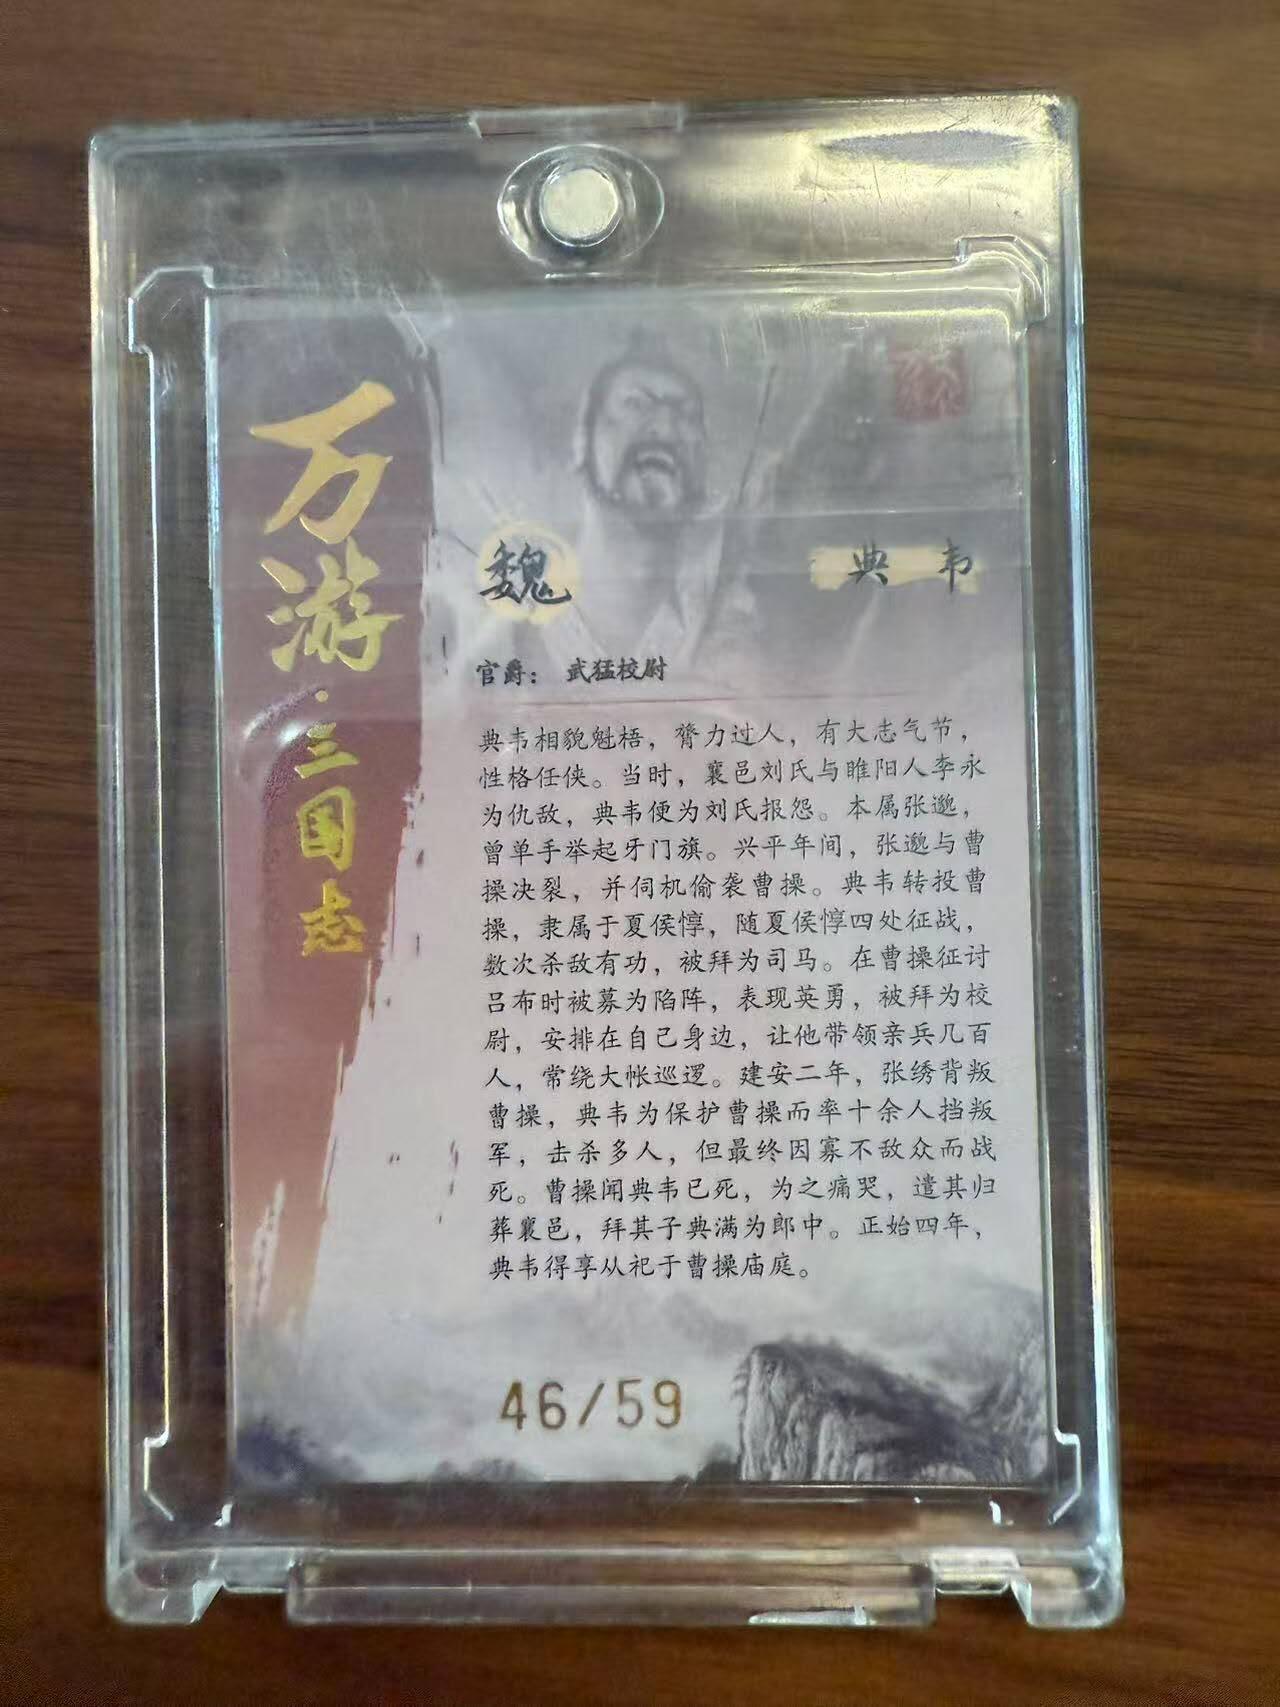 万游·三国志
魏
典韦
官爵：武猛校尉
典韦相貌魁梧，膂力过人，有大志气节，
性格任侠。当时，襄邑刘氏与睢阳人李永
为仇敌，典韦便为刘氏报怨。本属张邈，
曾单手举起牙门旗。兴平年间，张邈与曹
操决裂，并伺机偷袭曹操。典韦转投曹
操，隶属于夏侯惇，随夏侯惇四处征战，
数次杀敌有功，被拜为司马。在曹操征讨
吕布时被募为陷阵，表现英勇，被拜为校
尉，安排在自己身边，让他带领亲兵几百
人，常绕大帐巡逻。建安二年，张绣背叛
曹操，典韦为保护曹操而率十余人挡叛
军，击杀多人，但最终因寡不敌众而战
死。曹操闻典韦已死，为之痛哭，遣其归
葬襄邑，拜其子典满为郎中。正始四年，
典韦得享从祀于曹操庙庭。
46/59